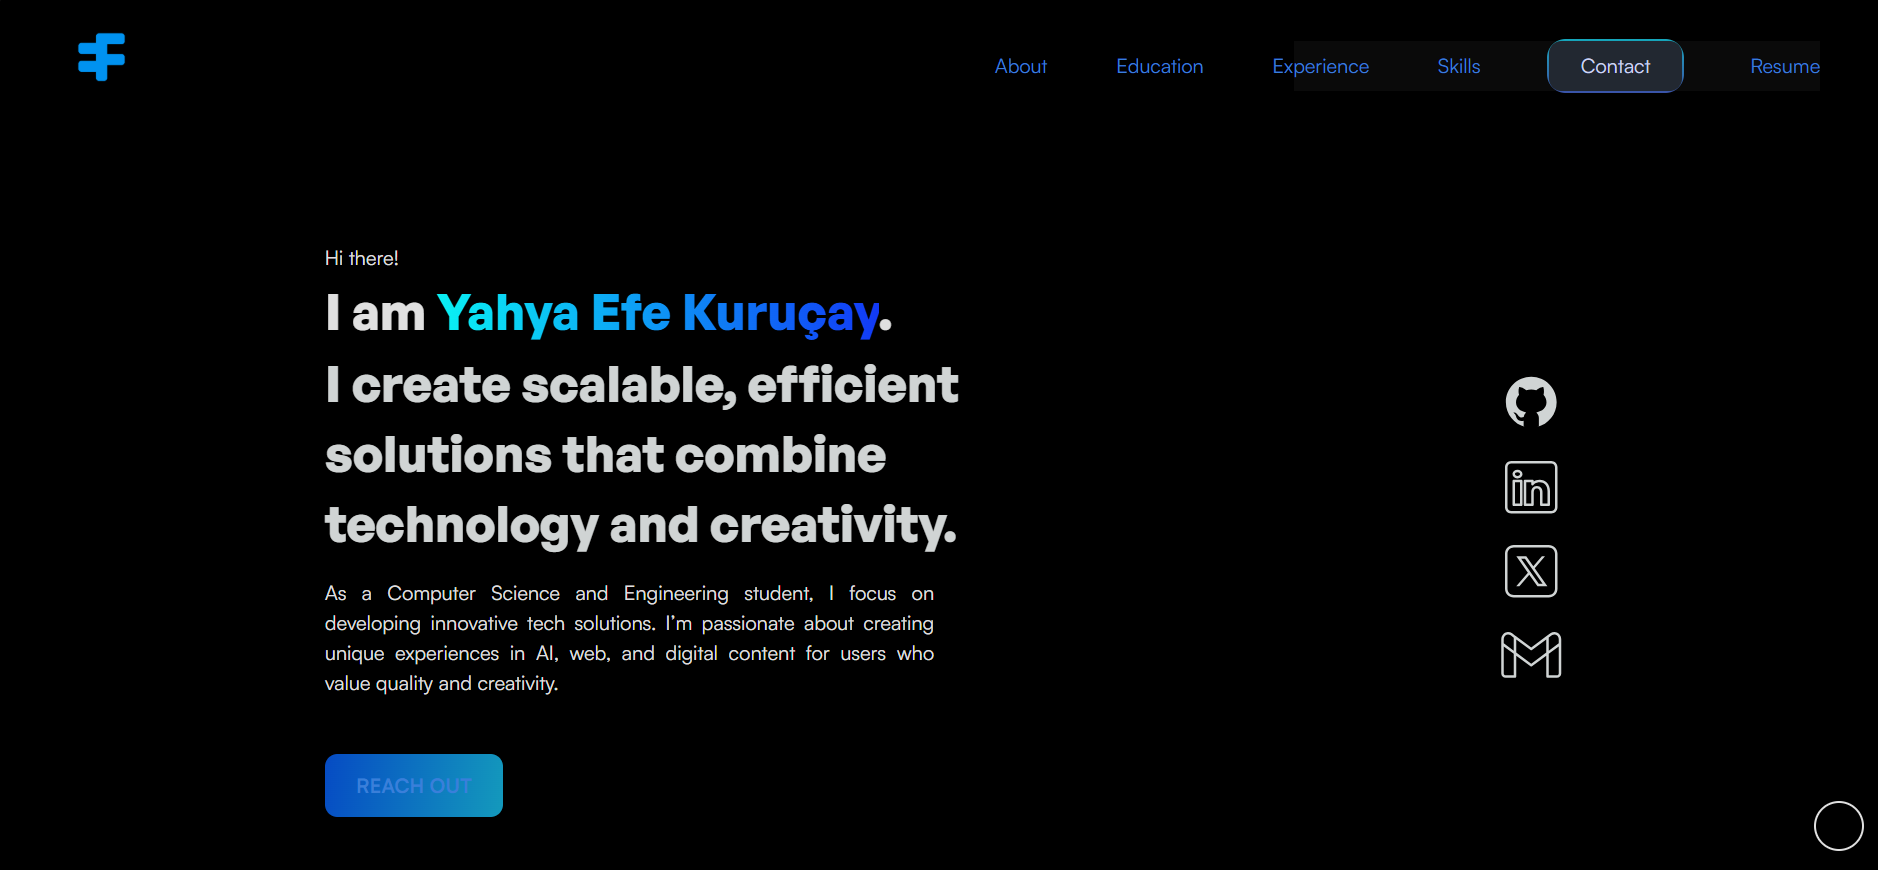 About Education Experience Skills Contact Resume
Hi there!
I am Yahya Efe Kuruçay.
I create scalable, efficient
solutions that combine
technology and creativity.
As a Computer Science and Engineering student, I focus on
developing innovative tech solutions. I’m passionate about creating
unique experiences in AI, web, and digital content for users who
value quality and creativity.
REACH OUT